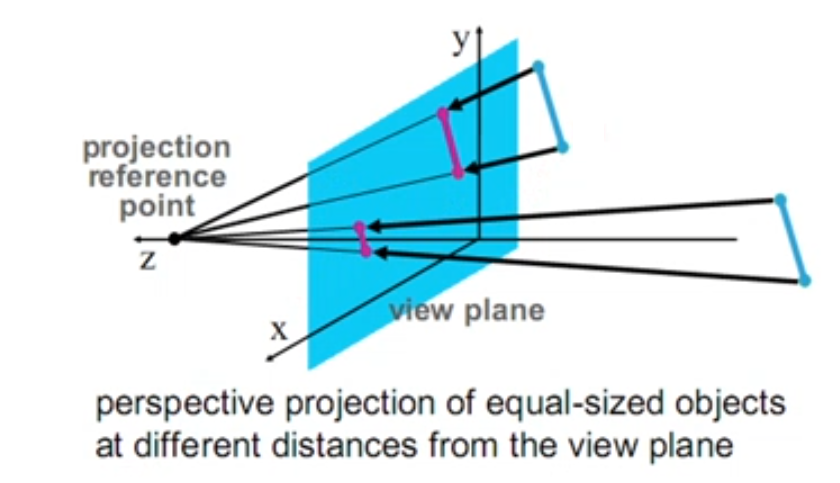 y
projection
reference
point
z
x
view plane
perspective projection of equal-sized objects
at different distances from the view plane